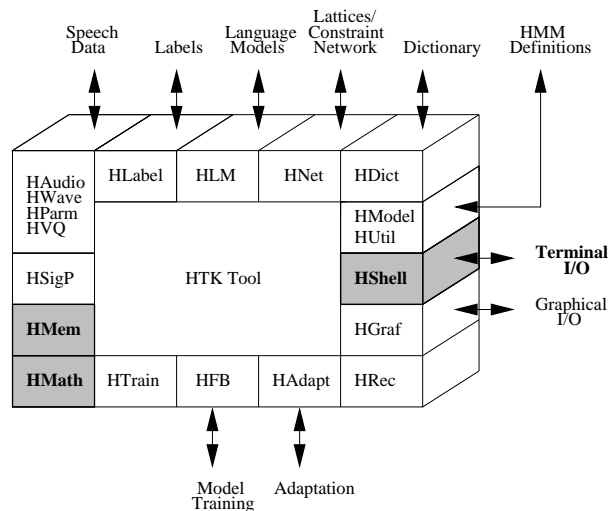 Speech
Data
Labels
Language
Models
Lattices/
Constraint
Network
Dictionary
HMM
Definitions
HAudio
HWave
HParm
HVQ
HLabel
HLM
HNet
HDict
HModel
HUtil
HSigP
HTK Tool
HShell
Terminal
I/O
HMem
HGraf
Graphical
I/O
HMath
HTrain
HFB
HAdapt
HRec
Model
Training
Adaptation